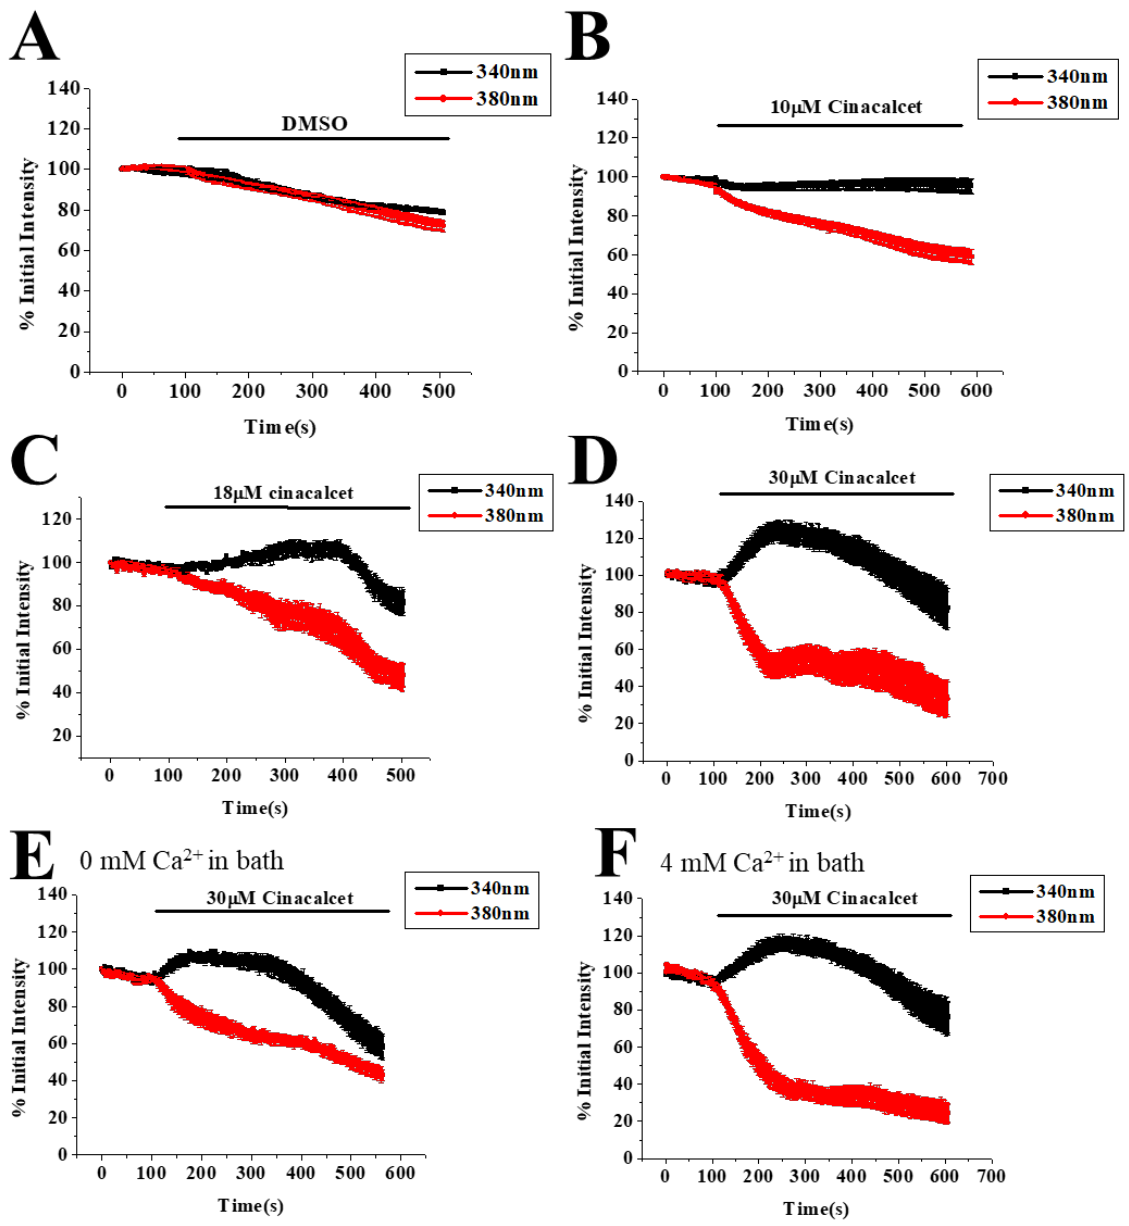 A
340nm
380nm
DMSO
% Initial Intensity
140
120
100
80
60
40
20
0
0 100 200 300 400 500
Time(s)
B
340nm
380nm
10μM Cinacalcet
% Initial Intensity
140
120
100
80
60
40
20
0
0 100 200 300 400 500 600
Time(s)
C
340nm
380nm
18μM cinacalcet
% Initial Intensity
120
100
80
60
40
20
0 100 200 300 400 500
Time(s)
D
340nm
380nm
30μM Cinacalcet
% Initial Intensity
140
120
100
80
60
40
20
0
0 100 200 300 400 500 600 700
Time(s)
E
0 mM Ca²⁺ in bath
340nm
380nm
30μM Cinacalcet
% Initial Intensity
140
120
100
80
60
40
20
0
0 100 200 300 400 500 600
Time(s)
F
4 mM Ca²⁺ in bath
340nm
380nm
30μM Cinacalcet
% Initial Intensity
140
120
100
80
60
40
20
0
0 100 200 300 400 500 600 700
Time(s)